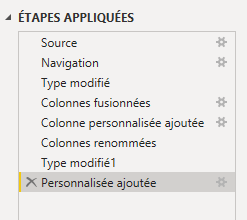 ÉTAPES APPLIQUÉES
Source
Navigation
Type modifié
Colonnes fusionnées
Colonne personnalisée ajoutée
Colonnes renommées
Type modifié1
Personnalisée ajoutée